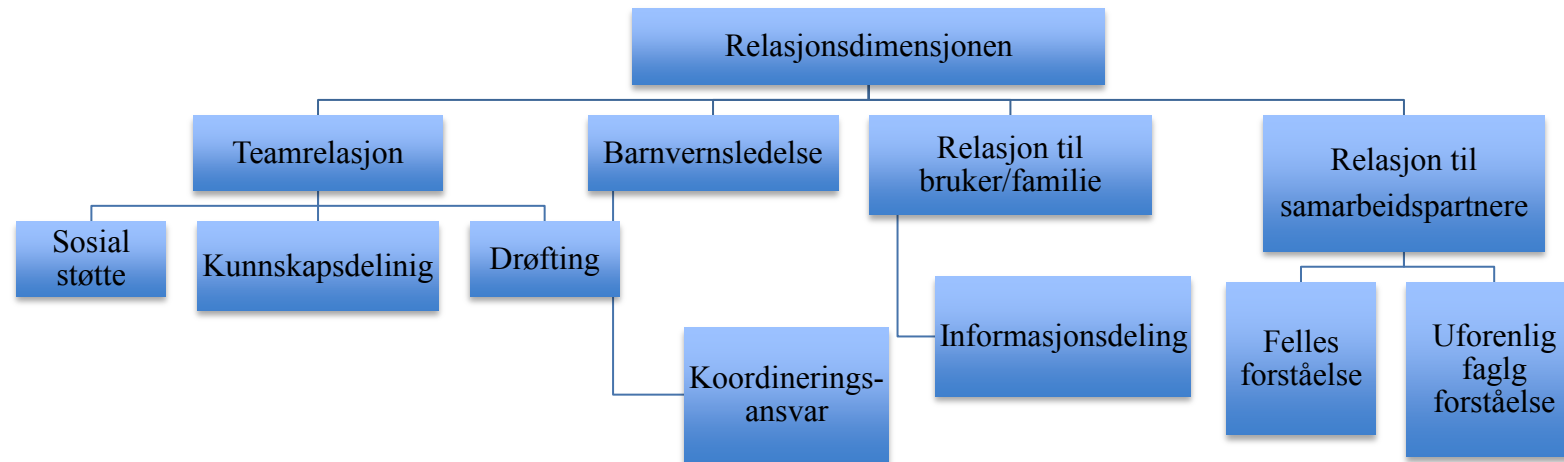 Relasjonsdimensjonen
Teamrelasjon
Barnvernsledelse
Relasjon til
bruker/familie
Relasjon til
samarbeidspartnere
Sosial
støtte
Kunnskapsdelinig
Drøfting
Koordinerings-
ansvar
Informasjonsdeling
Felles
forståelse
Uforenlig
faglg
forståelse